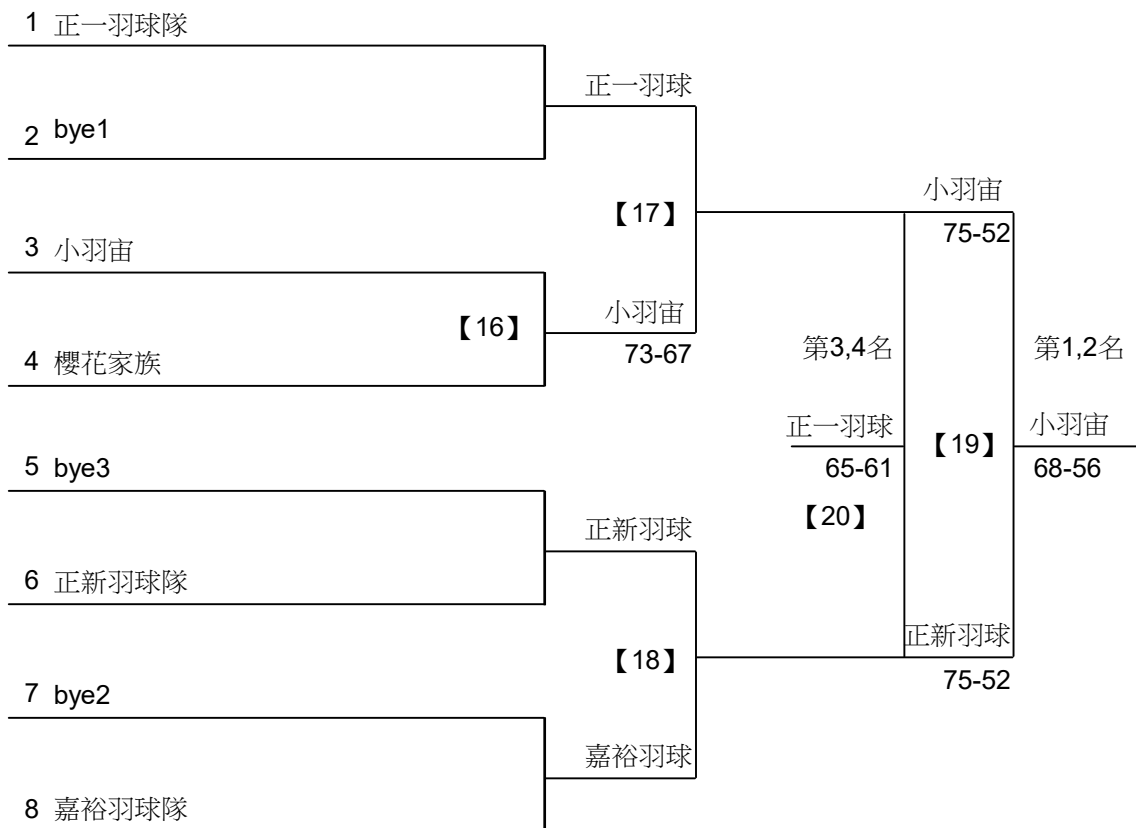 1 正一羽球隊
正一羽球
2 bye1
小羽宙
【17】
75-52
3 小羽宙
小羽宙
【16】
73-67
第3,4名
第1,2名
4 櫻花家族
正一羽球
【19】
小羽宙
65-61
68-56
5 bye3
【20】
正新羽球
6 正新羽球隊
正新羽球
【18】
75-52
7 bye2
嘉裕羽球
8 嘉裕羽球隊